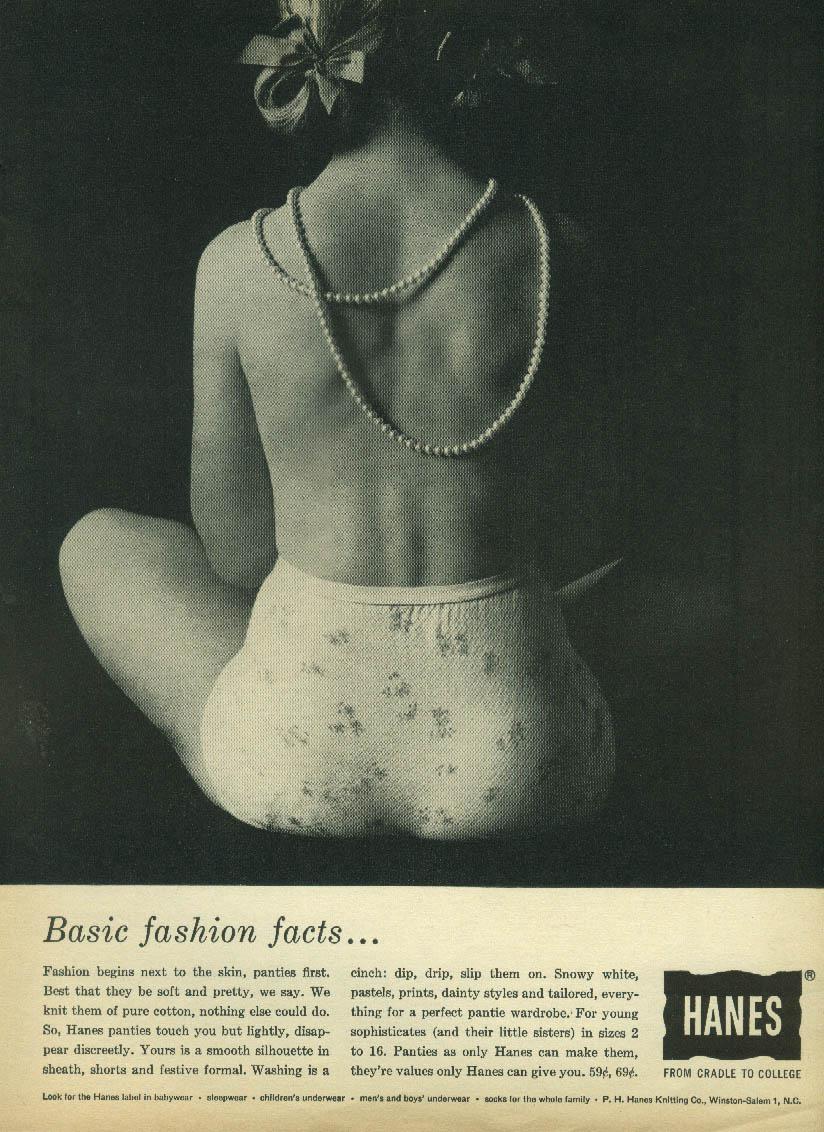 Basic fashion facts...
Fashion begins next to the skin, panties first.
Best that they be soft and pretty, we say. We
knit them of pure cotton, nothing else could do.
So, Hanes panties touch you but lightly, disap-
pear discreetly. Yours is a smooth silhouette in
sheath, shorts and festive formal. Washing is a
cinch: dip, drip, slip them on. Snowy white,
pastels, prints, dainty styles and tailored, every-
thing for a perfect pantie wardrobe. For young
sophisticates (and their little sisters) in sizes 2
to 16. Panties as only Hanes can make them,
they're values only Hanes can give you. 59¢, 69¢.
HANES®
FROM CRADLE TO COLLEGE
Look for the Hanes label in babywear • sleepwear • children's underwear • men's and boys' underwear • socks for the whole family • P. H. Hanes Knitting Co., Winston-Salem 1, N.C.